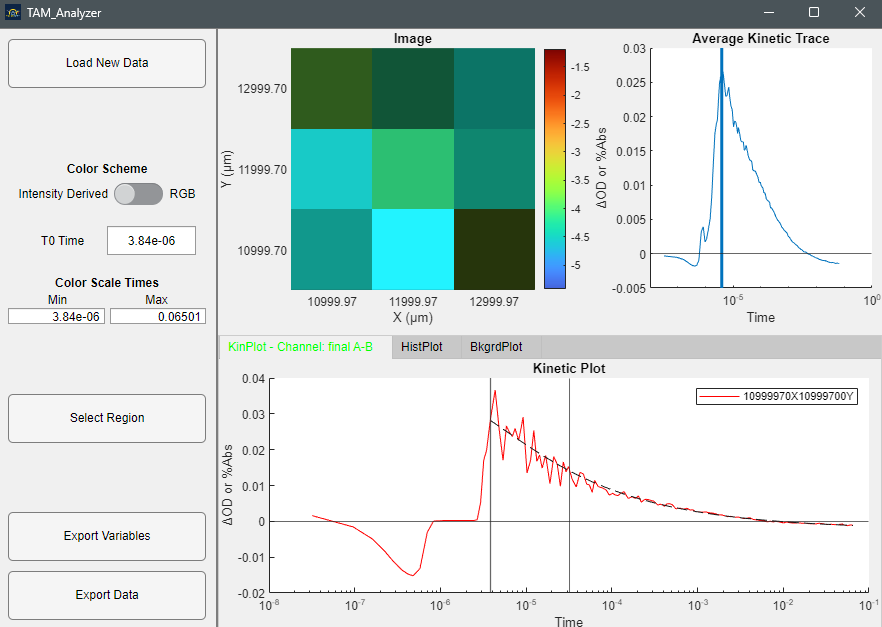 TAM_Analyzer
Load New Data
Color Scheme
Intensity Derived RGB
T0 Time 3.84e-06
Color Scale Times
Min Max
3.84e-06 0.06501
Select Region
Export Variables
Export Data
Image
12999.70
11999.70
10999.70
Y (μm)
10999.97 11999.97 12999.97
X (μm)
-1.5
-2
-2.5
-3
-3.5
-4
-4.5
-5
Average Kinetic Trace
0.03
0.025
0.02
0.015
0.01
0.005
0
-0.005
ΔOD or %Abs
10⁻⁵ 10⁰
Time
KinPlot - Channel: final A-B HistPlot BkgrdPlot
Kinetic Plot
0.04
0.03
0.02
0.01
0
-0.01
-0.02
ΔOD or %Abs
10999970X10999700Y
10⁻⁸ 10⁻⁷ 10⁻⁶ 10⁻⁵ 10⁻⁴ 10⁻³ 10⁻² 10⁻¹
Time